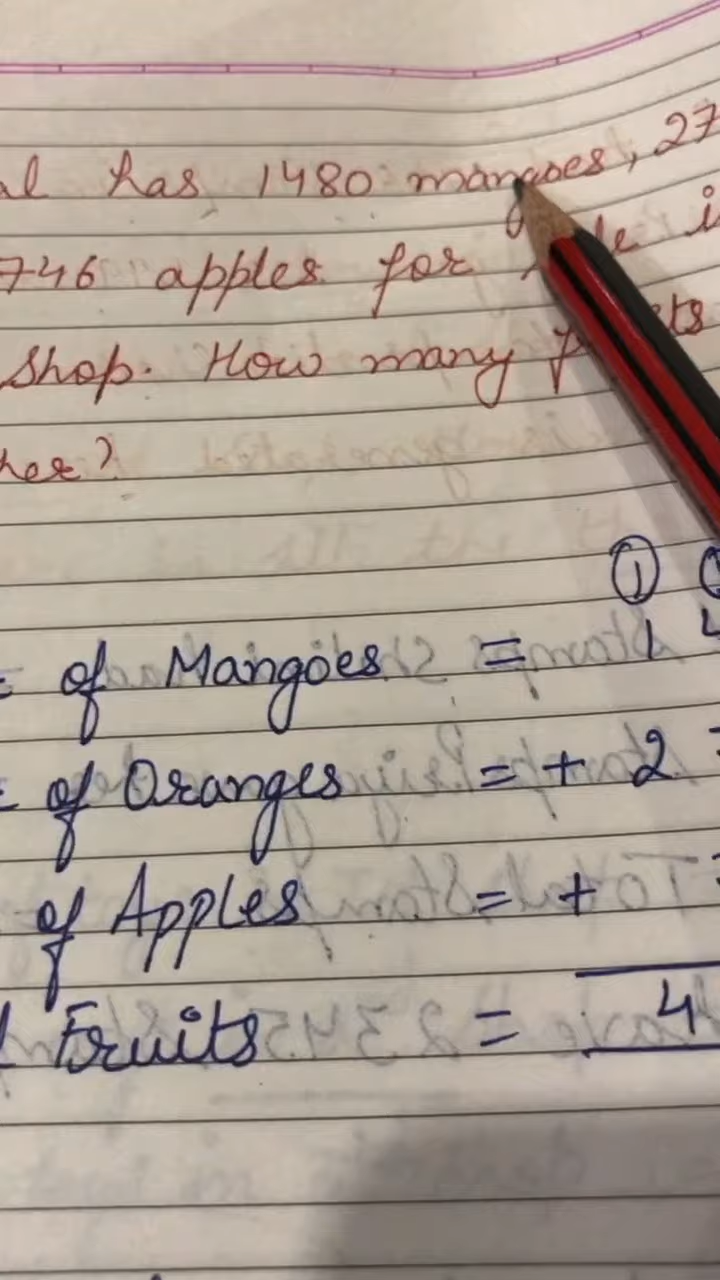 al has 1480 mangoes, 27
746 apples for
Shop. How many
her?
① 
of Mangoes = 1 4
of Oranges = + 2
of Apples = +
Fruits = 4